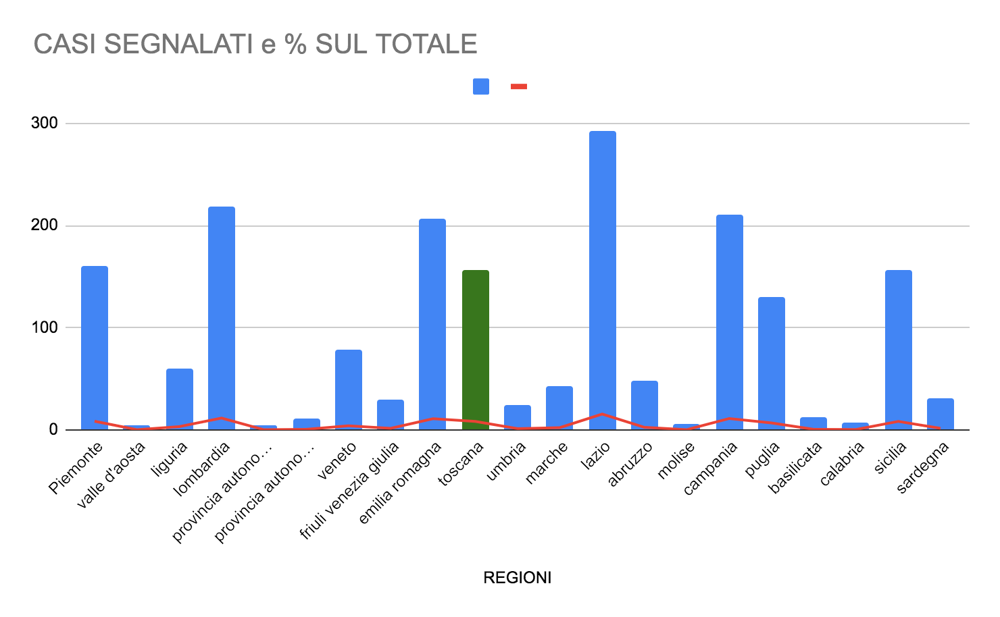 CASI SEGNALATI e % SUL TOTALE
300
200
100
0
Piemonte
valle d'aosta
liguria
lombardia
provincia autono…
provincia autono…
veneto
friuli venezia giulia
emilia romagna
toscana
umbria
marche
lazio
abruzzo
molise
campania
puglia
basilicata
calabria
sicilia
sardegna
REGIONI